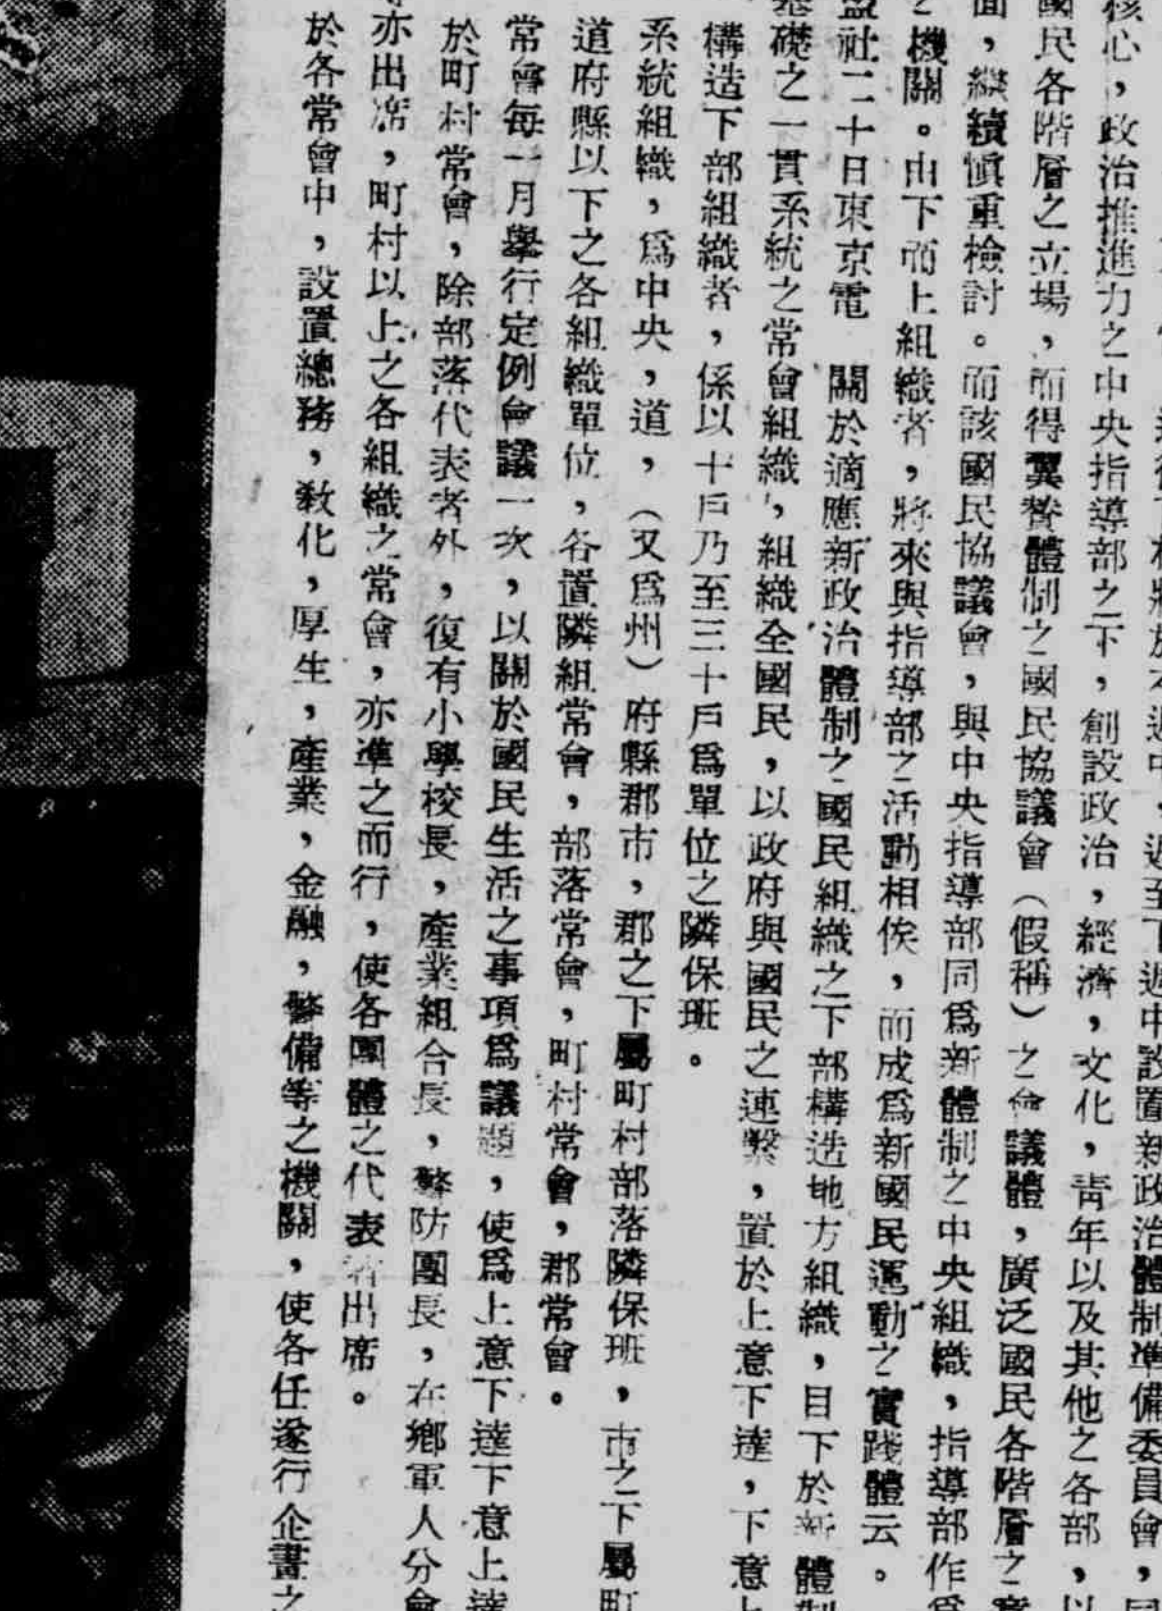 下週中設置新政治體制準備委員會，
核心，政治推進力之中央指導部之下，創設政治，經濟，文化，青年以及其他之各部，以
國民各階層之立場，而得翼贊體制之國民協議會（假稱）之會議體，廣泛國民各階層之意
面，繼續愼重檢討。而該國民協議會，與中央指導部同爲新體制之中央組織，指導部作爲
之機關。由下而上組織者，將來與指導部之活動相俟，而成爲新國民運動之實踐體云。
盟社二十日東京電　關於適應新政治體制之國民組織之下部構造地方組織，目下於新體制
基礎之一貫系統之常會組織，組織全國民，以政府與國民之連繫，置於上意下達，下意上
構造下部組織者，係以十戶乃至三十戶爲單位之隣保班。
系統組織，爲中央，道，（又爲州）府縣郡市，郡之下屬町村部落隣保班，市之下屬町
道府縣以下之各組織單位，各置隣組常會，部落常會，町村常會，郡常會。
常會每一月舉行定例會議一次，以關於國民生活之事項爲議題，使爲上意下達下意上達
於町村常會，除部落代表者外，復有小學校長，產業組合長，警防團長，在鄉軍人分會
亦出席，町村以上之各組織之常會，亦準之而行，使各團體之代表者出席。
於各常會中，設置總務，敎化，厚生，產業，金融，警備等之機關，使各任遂行企畫之